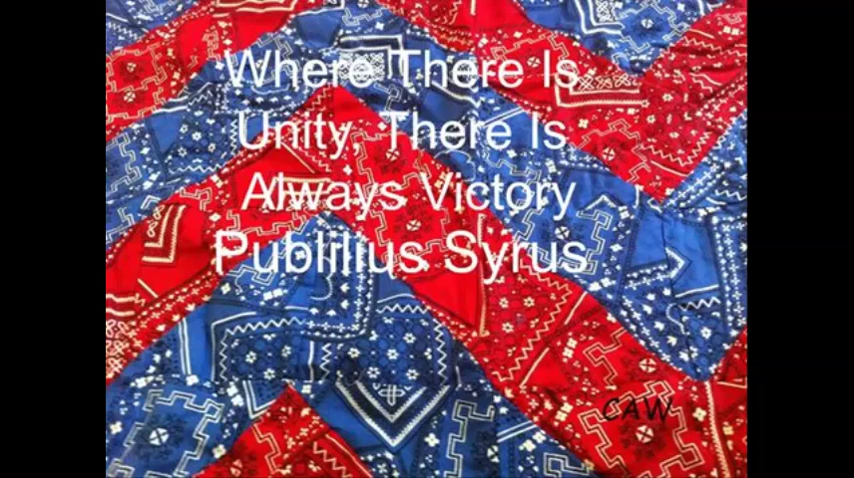 Where There Is
Unity, There Is
Always Victory
Publilius Syrus
CAW